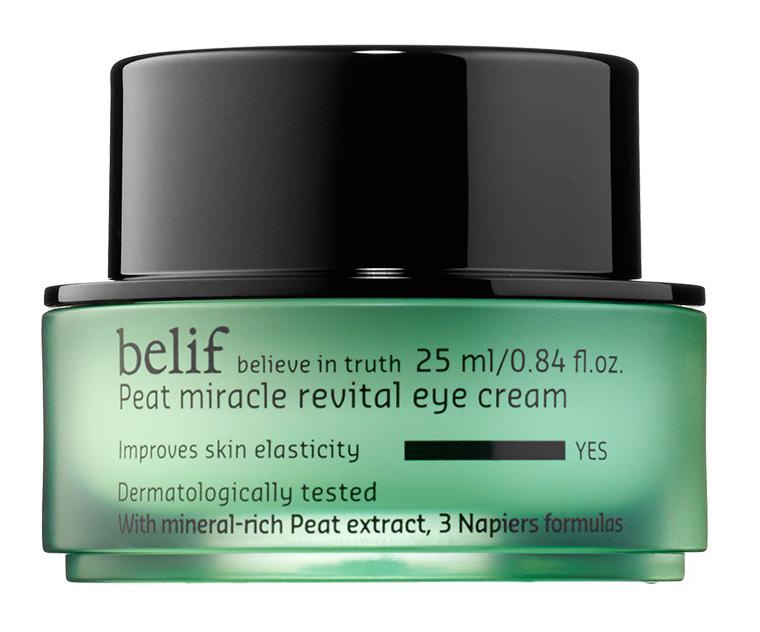 belif believe in truth 25 ml/0.84 fl.oz.
Peat miracle revital eye cream
Improves skin elasticity YES
Dermatologically tested
With mineral-rich Peat extract, 3 Napiers formulas